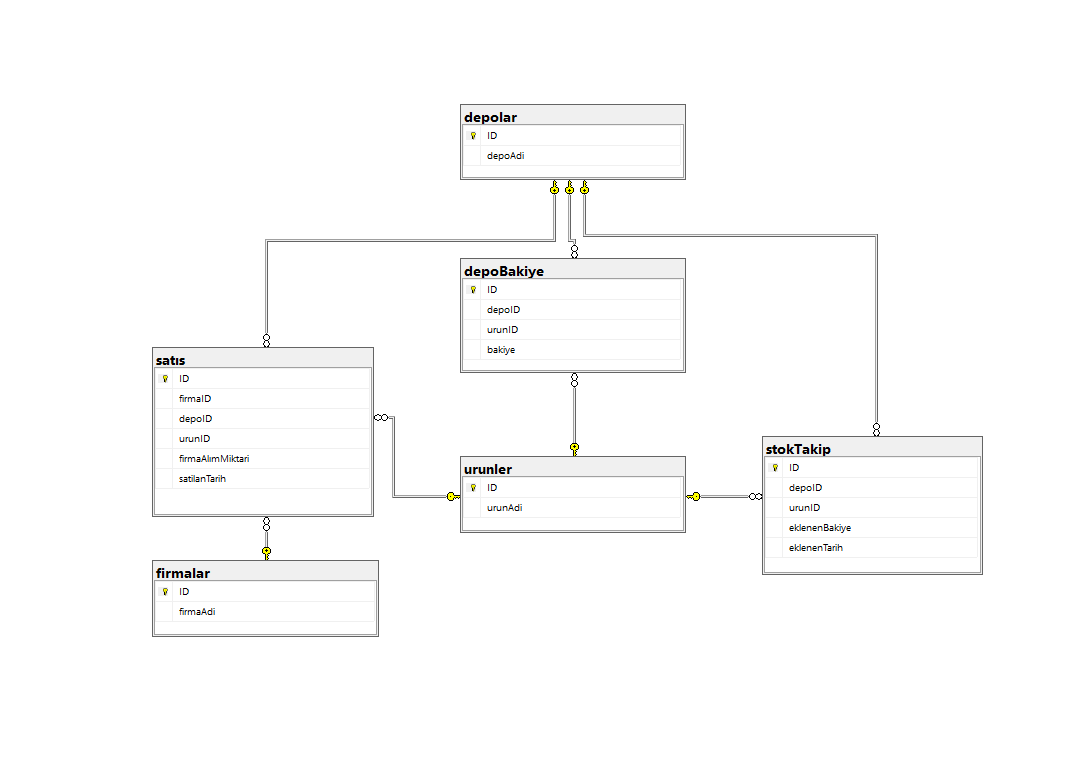 depolar
ID
depoAdi
depoBakiye
ID
depoID
urunID
bakiye
satıs
ID
firmaID
depoID
urunID
firmaAlımMiktari
satilanTarih
urunler
ID
urunAdi
stokTakip
ID
depoID
urunID
eklenenBakiye
eklenenTarih
firmalar
ID
firmaAdi